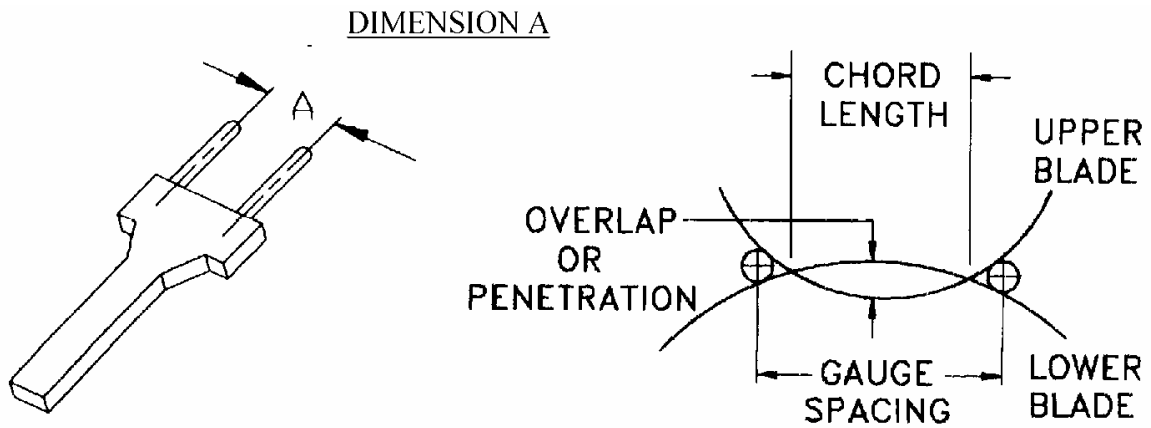 DIMENSION A
A
CHORD
LENGTH
UPPER
BLADE
OVERLAP
OR
PENETRATION
GAUGE
SPACING
LOWER
BLADE